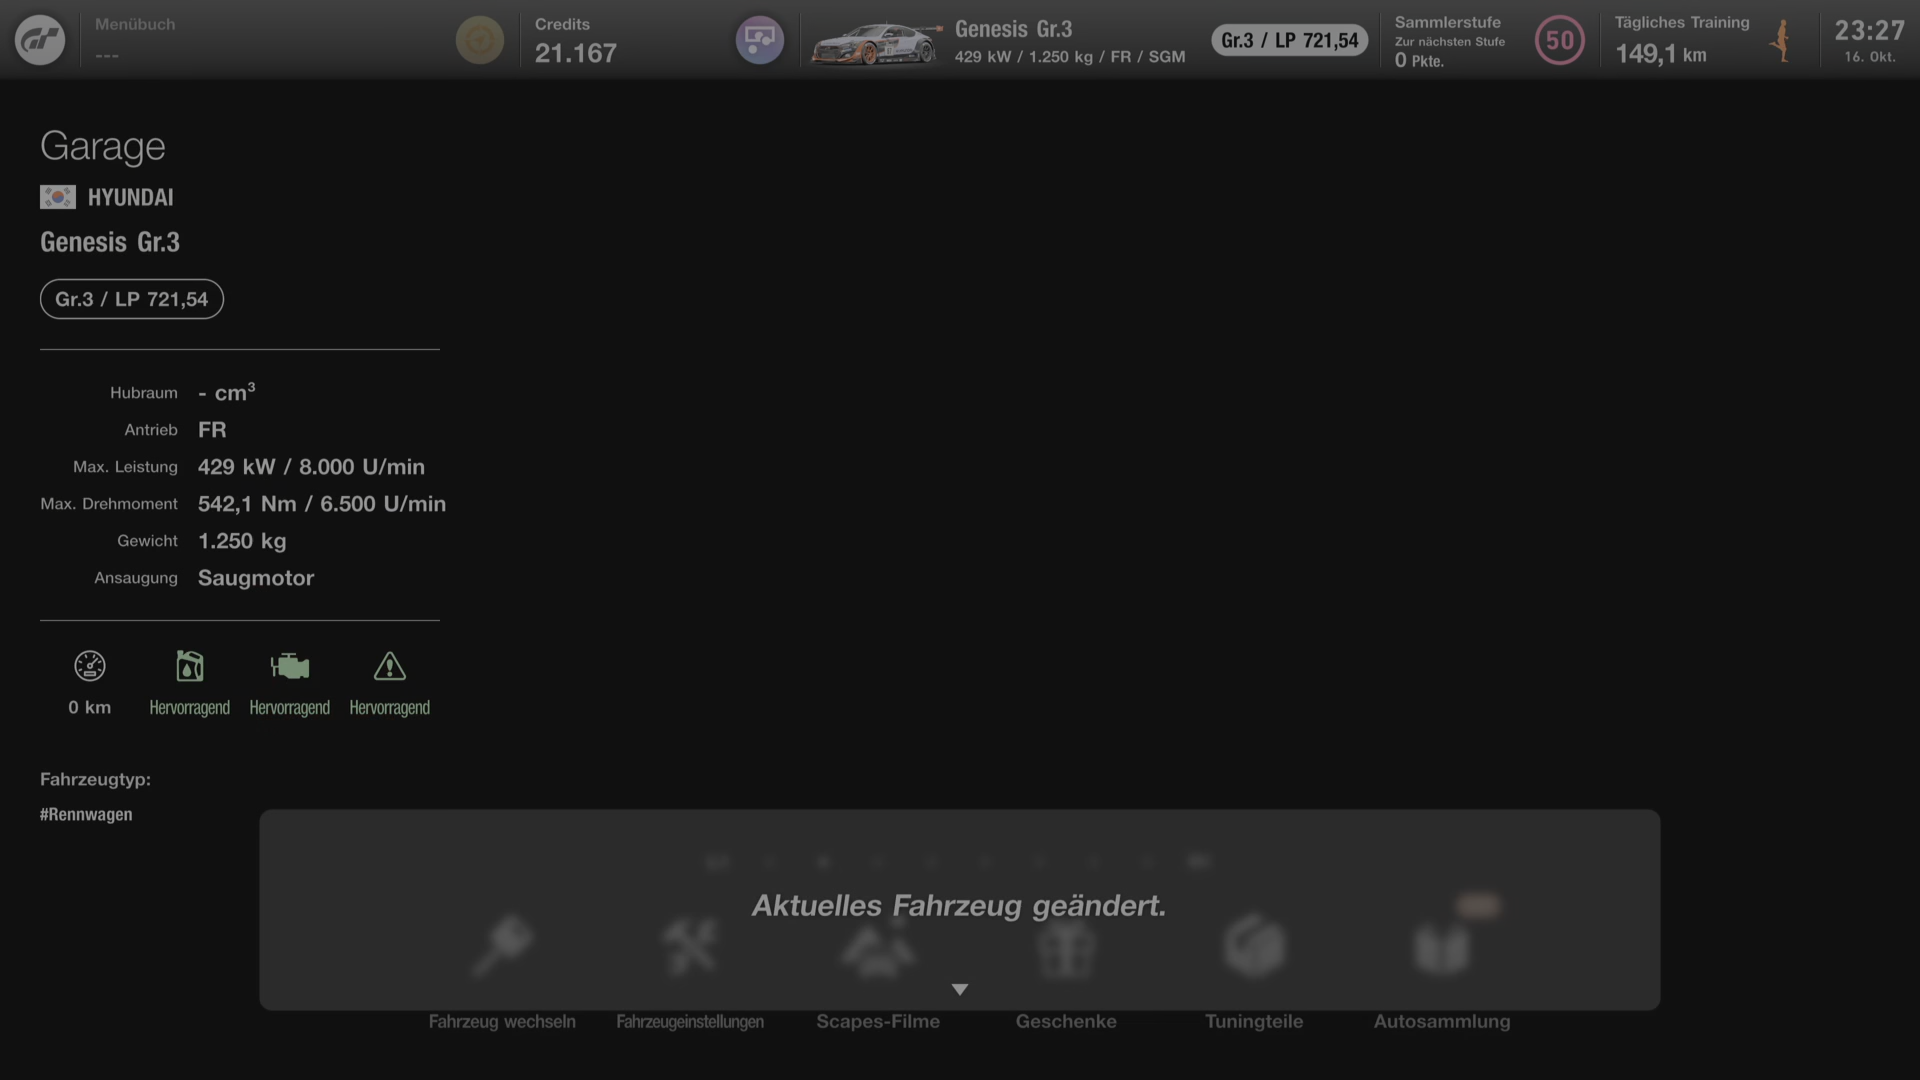 Menübuch
---
Credits
21.167
Genesis Gr.3
429 kW / 1.250 kg / FR / SGM
Gr.3 / LP 721,54
Sammlerstufe
Zur nächsten Stufe
0 Pkte.
50
Tägliches Training
149,1 km
23:27
16. Okt.
Garage
HYUNDAI
Genesis Gr.3
Gr.3 / LP 721,54
Hubraum - cm³
Antrieb FR
Max. Leistung 429 kW / 8.000 U/min
Max. Drehmoment 542,1 Nm / 6.500 U/min
Gewicht 1.250 kg
Ansaugung Saugmotor
0 km Hervorragend Hervorragend Hervorragend
Fahrzeugtyp:
#Rennwagen
Aktuelles Fahrzeug geändert.
Fahrzeug wechseln Fahrzeugeinstellungen Scapes-Filme Geschenke Tuningteile Autosammlung